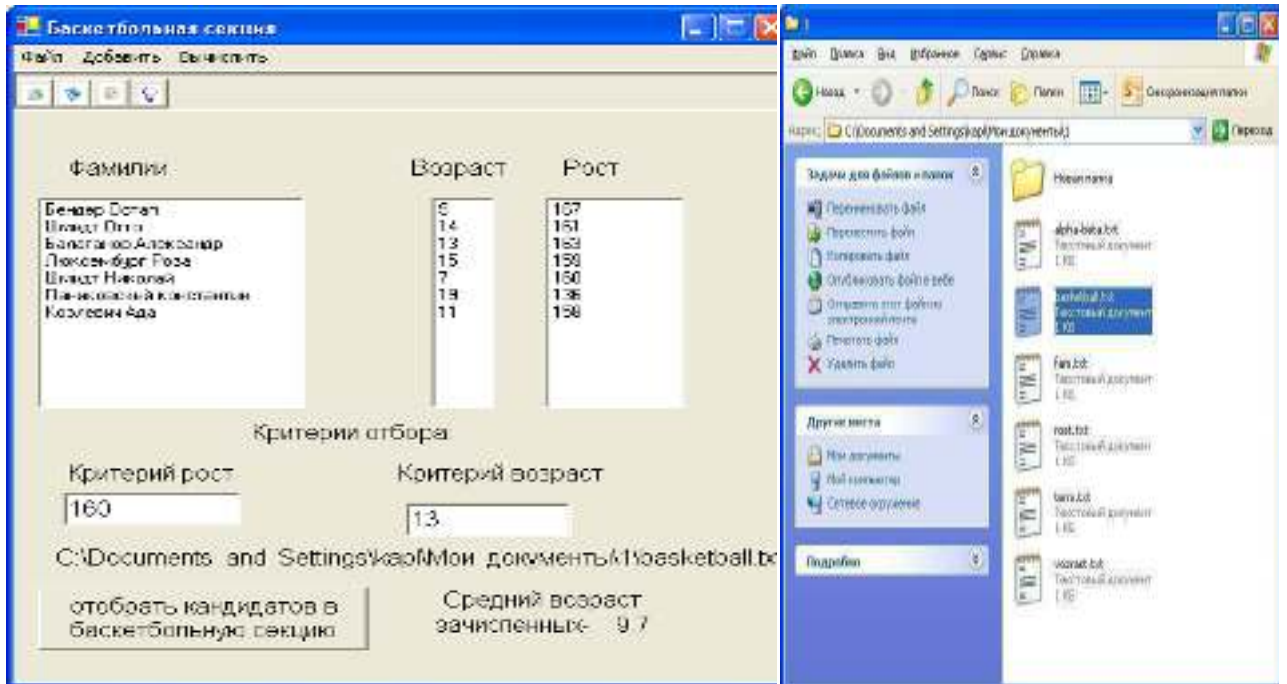 Баскетбольная секция
Файл Добавить Вычислить
Фамилии Возраст Рост
Бендер Остап 9 167
Шмидт Отто 14 161
Балаганов Александр 13 163
Люксембург Роза 15 159
Шмидт Николай 7 160
Паниковский Константин 19 136
Козлевич Ада 11 158
Критерии отбора:
Критерий рост Критерий возраст
160 13
C:\Documents and Settings\kapl\Мои документы\1\basketball.tx
отобрать кандидатов в
баскетбольную секцию
Средний возраст
зачисленных- 9.7
1
Файл Правка Вид Избранное Сервис Справка
Назад Поиск Папки Синхронизация папки
Адрес: C:\Documents and Settings\kapl\Мои документы\1 Переход
Задачи для файлов и папок
Переименовать файл
Переместить файл
Копировать файл
Опубликовать файл в вебе
Отправить этот файл по
электронной почте
Печатать файл
Удалить файл
Другие места
Мои документы
Мой компьютер
Сетевое окружение
Подробно
Новая папка
alpha-beta.txt
Текстовый документ
1 КБ
basketball.txt
Текстовый документ
1 КБ
fam.txt
Текстовый документ
1 КБ
rost.txt
Текстовый документ
1 КБ
Текстовый документ
1 КБ
vozrast.txt
Текстовый документ
1 КБ